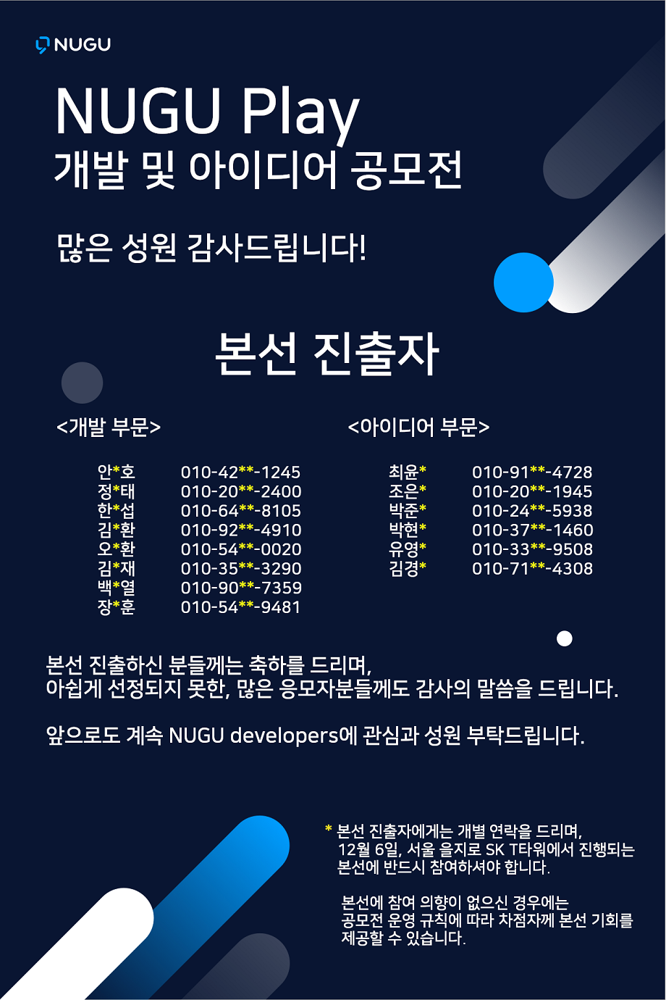 NUGU
NUGU Play
개발 및 아이디어 공모전
많은 성원 감사드립니다!
본선 진출자
<개발 부문>
안*호 010-42**-1245
정*태 010-20**-2400
한*섭 010-64**-8105
김*환 010-92**-4910
오*환 010-54**-0020
김*재 010-35**-3290
백*열 010-90**-7359
장*훈 010-54**-9481
<아이디어 부문>
최윤* 010-91**-4728
조은* 010-20**-1945
박준* 010-24**-5938
박현* 010-37**-1460
유영* 010-33**-9508
김경* 010-71**-4308
본선 진출하신 분들께는 축하를 드리며,
아쉽게 선정되지 못한, 많은 응모자분들께도 감사의 말씀을 드립니다.
앞으로도 계속 NUGU developers에 관심과 성원 부탁드립니다.
* 본선 진출자에게는 개별 연락을 드리며,
12월 6일, 서울 을지로 SK T타워에서 진행되는
본선에 반드시 참여하셔야 합니다.
본선에 참여 의향이 없으신 경우에는
공모전 운영 규칙에 따라 차점자께 본선 기회를
제공할 수 있습니다.